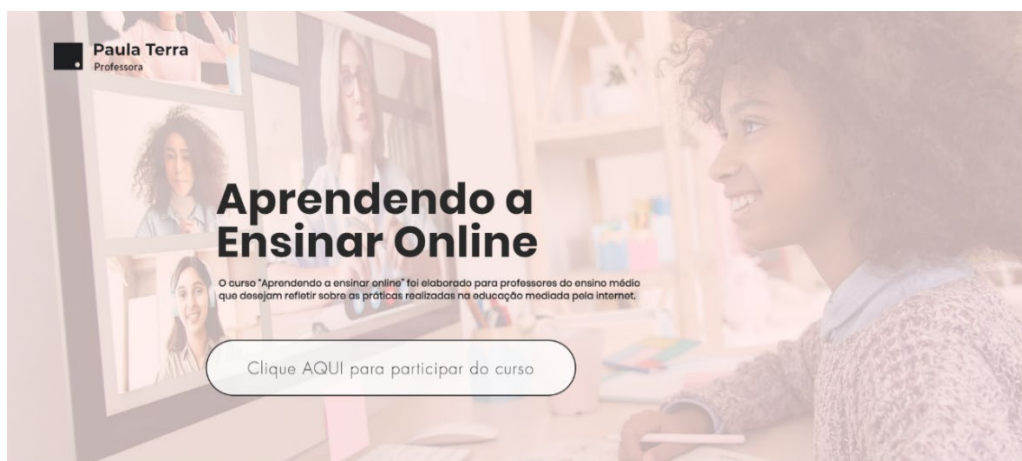 Paula Terra
Professora
Aprendendo a
Ensinar Online
O curso "Aprendendo a ensinar online" foi elaborado para professores do ensino médio
que desejam refletir sobre as práticas realizadas na educação mediada pela internet.
Clique AQUI para participar do curso